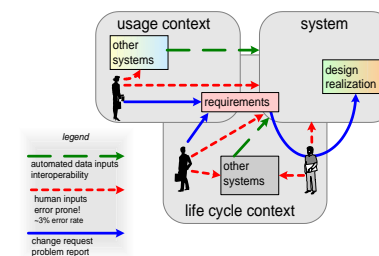 usage context
system
other
systems
design
realization
requirements
legend
automated data inputs
interoperability
human inputs
error prone!
~3% error rate
change request
problem report
other
systems
life cycle context